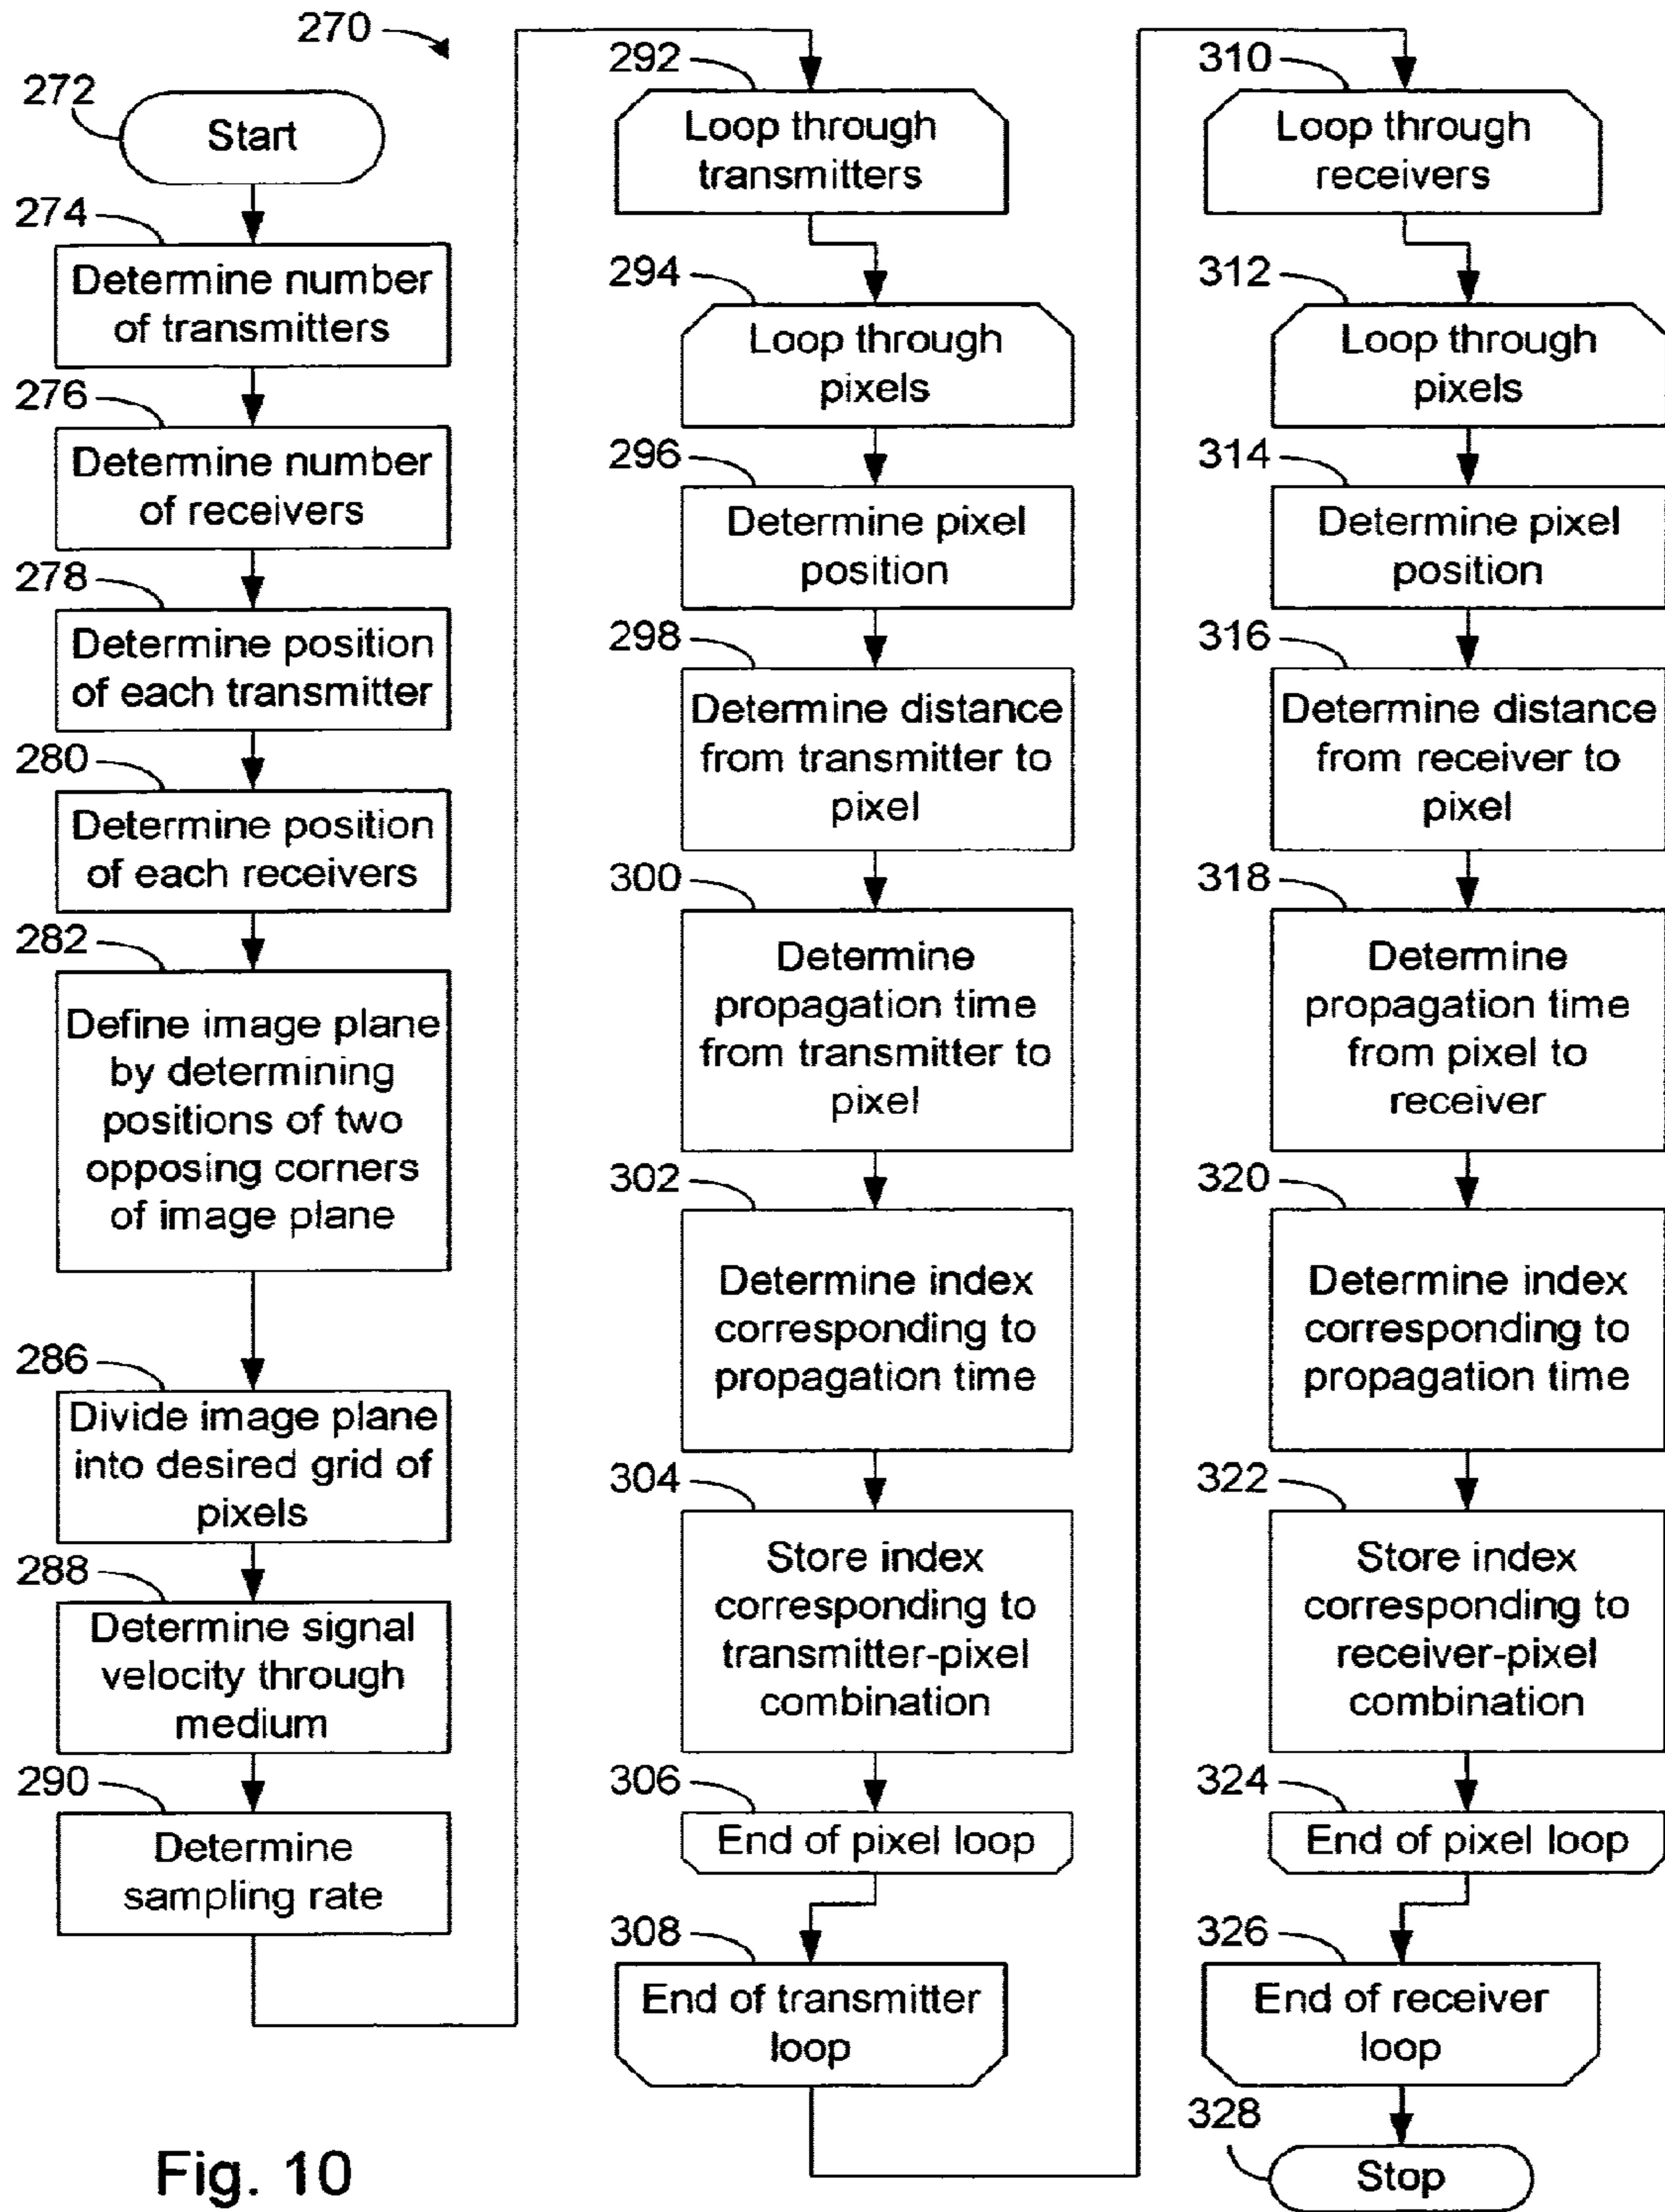 270
272
Start
274
Determine number
of transmitters
276
Determine number
of receivers
278
Determine position
of each transmitter
280
Determine position
of each receivers
282
Define image plane
by determining
positions of two
opposing corners
of image plane
286
Divide image plane
into desired grid of
pixels
288
Determine signal
velocity through
medium
290
Determine
sampling rate
292
Loop through
transmitters
294
Loop through
pixels
296
Determine pixel
position
298
Determine distance
from transmitter to
pixel
300
Determine
propagation time
from transmitter to
pixel
302
Determine index
corresponding to
propagation time
304
Store index
corresponding to
transmitter-pixel
combination
306
End of pixel loop
308
End of transmitter
loop
310
Loop through
receivers
312
Loop through
pixels
314
Determine pixel
position
316
Determine distance
from receiver to
pixel
318
Determine
propagation time
from pixel to
receiver
320
Determine index
corresponding to
propagation time
322
Store index
corresponding to
receiver-pixel
combination
324
End of pixel loop
326
End of receiver
loop
328
Stop
Fig. 10